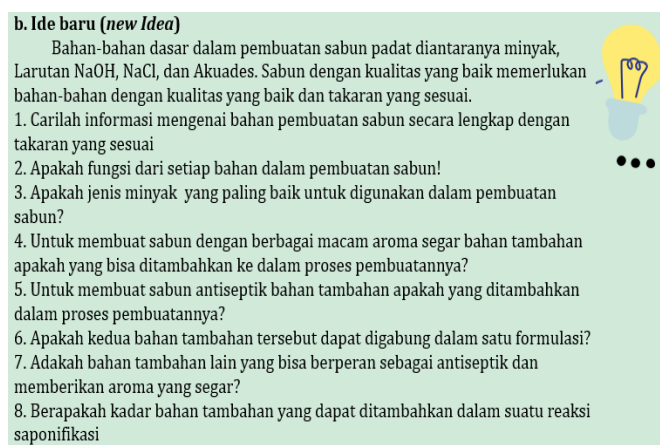 b. Ide baru (new Idea)
Bahan-bahan dasar dalam pembuatan sabun padat diantaranya minyak,
Larutan NaOH, NaCl, dan Akuades. Sabun dengan kualitas yang baik memerlukan
bahan-bahan dengan kualitas yang baik dan takaran yang sesuai.
1. Carilah informasi mengenai bahan pembuatan sabun secara lengkap dengan
takaran yang sesuai
2. Apakah fungsi dari setiap bahan dalam pembuatan sabun!
3. Apakah jenis minyak yang paling baik untuk digunakan dalam pembuatan
sabun?
4. Untuk membuat sabun dengan berbagai macam aroma segar bahan tambahan
apakah yang bisa ditambahkan ke dalam proses pembuatannya?
5. Untuk membuat sabun antiseptik bahan tambahan apakah yang ditambahkan
dalam proses pembuatannya?
6. Apakah kedua bahan tambahan tersebut dapat digabung dalam satu formulasi?
7. Adakah bahan tambahan lain yang bisa berperan sebagai antiseptik dan
memberikan aroma yang segar?
8. Berapakah kadar bahan tambahan yang dapat ditambahkan dalam suatu reaksi
saponifikasi